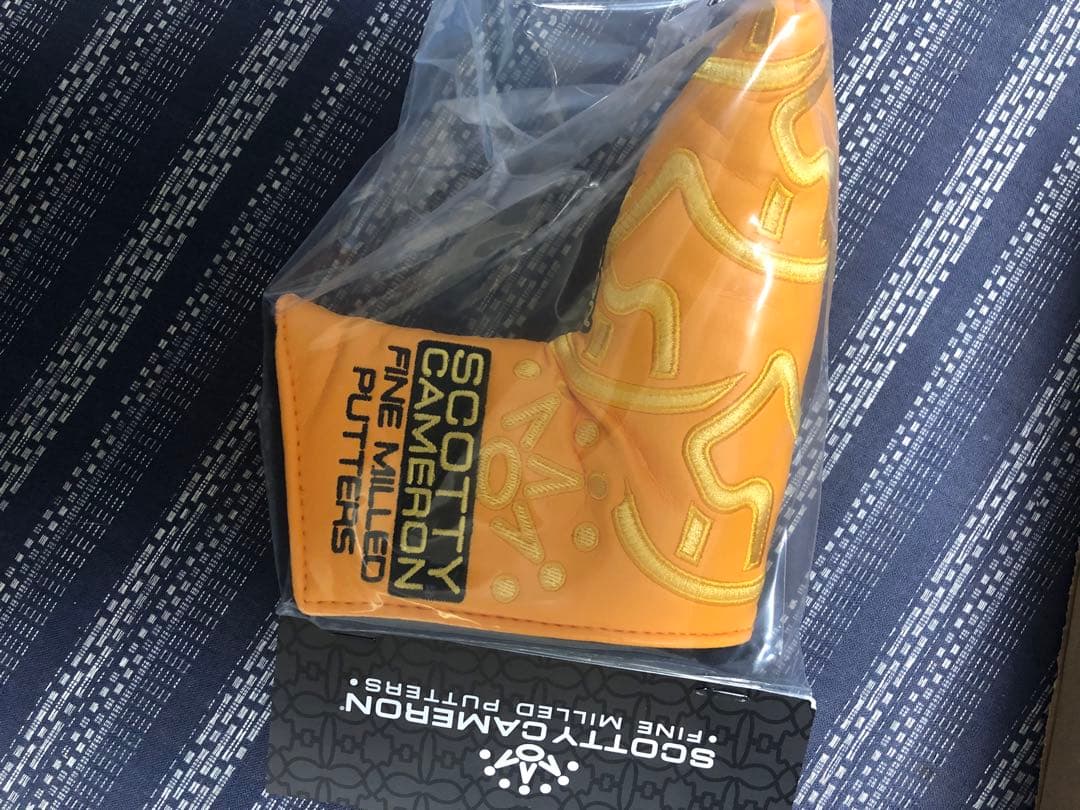 SCOTTY
CAMERON
FINE MILLED
PUTTERS
SCOTTY CAMERON
• FINE MILLED PUTTERS •